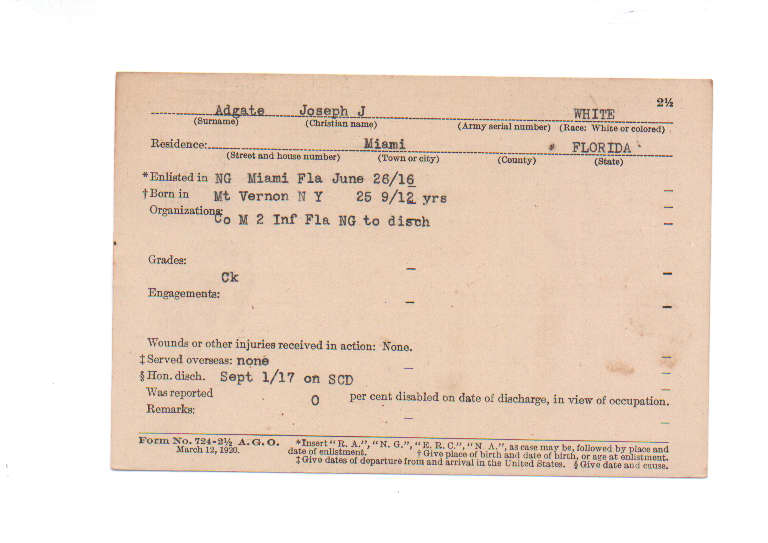 2½
Adgate Joseph J WHITE
(Surname) (Christian name) (Army serial number) (Race: White or colored)
Residence: Miami FLORIDA
(Street and house number) (Town or city) (County) (State)
*Enlisted in NG Miami Fla June 26/16
†Born in Mt Vernon N Y 25 9/12 yrs
Organizations: Co M 2 Inf Fla NG to disch
Grades:
Ck
Engagements:
Wounds or other injuries received in action: None.
‡Served overseas: none
§Hon. disch. Sept 1/17 on SCD
Was reported 0 per cent disabled on date of discharge, in view of occupation.
Remarks:
Form No. 724-2½ A. G. O. *Insert "R. A.", "N. G.", "E. R. C.", "N A.", as case may be, followed by place and
March 12, 1920. date of enlistment. †Give place of birth and date of birth, or age at enlistment.
‡Give dates of departure from and arrival in the United States. §Give date and cause.